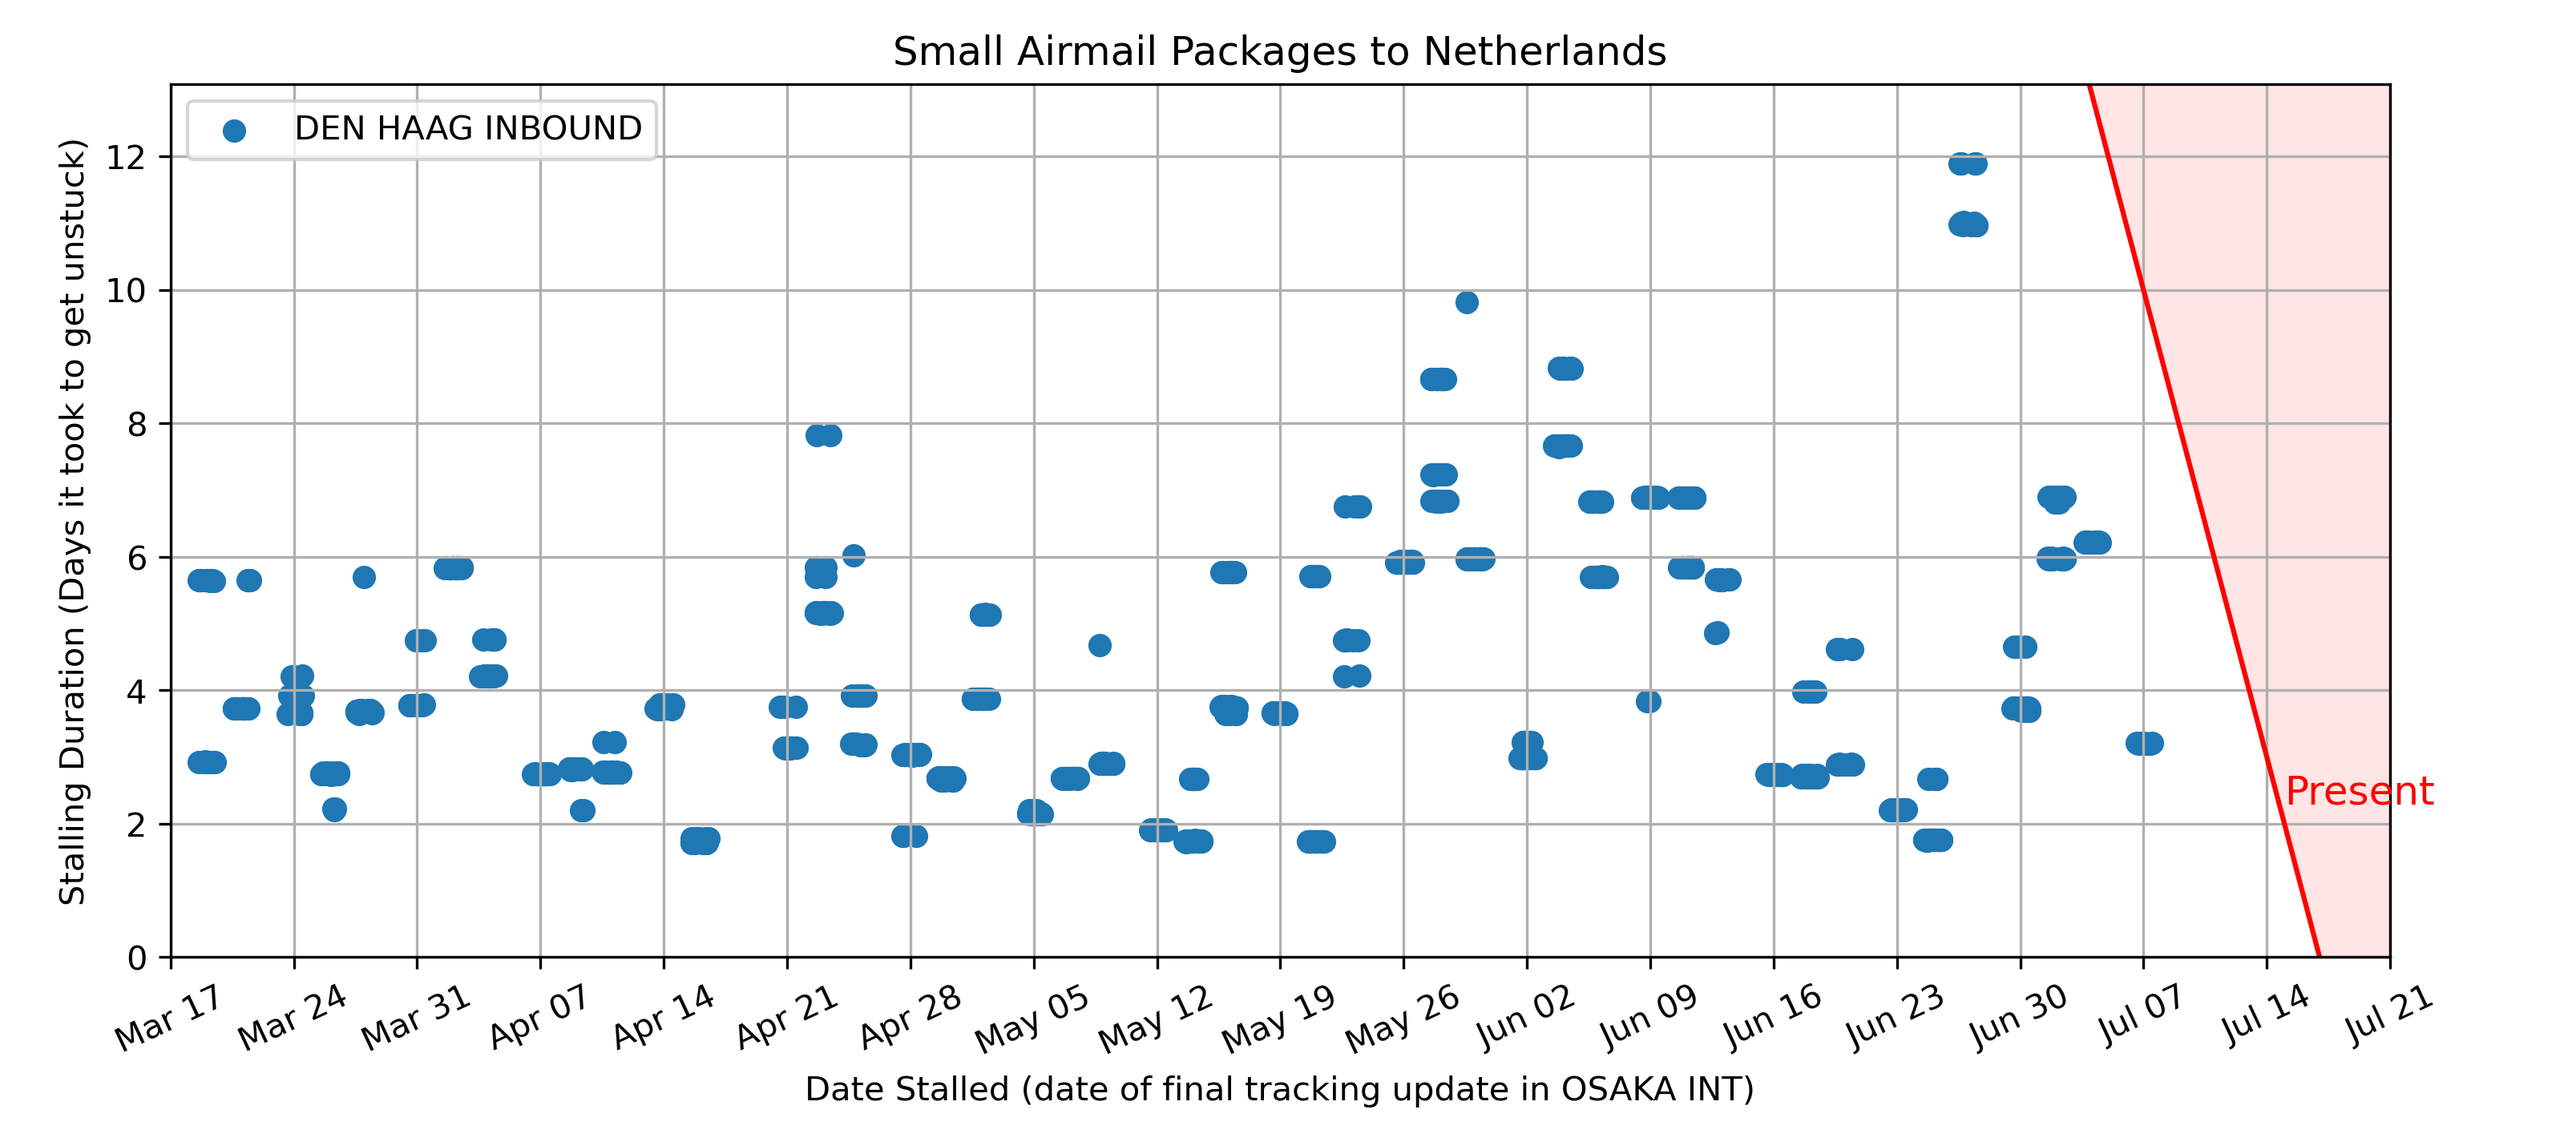 Small Airmail Packages to Netherlands
DEN HAAG INBOUND
Stalling Duration (Days it took to get unstuck)
12
10
8
6
4
2
0
Present
Mar 17 Mar 24 Mar 31 Apr 07 Apr 14 Apr 21 Apr 28 May 05 May 12 May 19 May 26 Jun 02 Jun 09 Jun 16 Jun 23 Jun 30 Jul 07 Jul 14 Jul 21
Date Stalled (date of final tracking update in OSAKA INT)